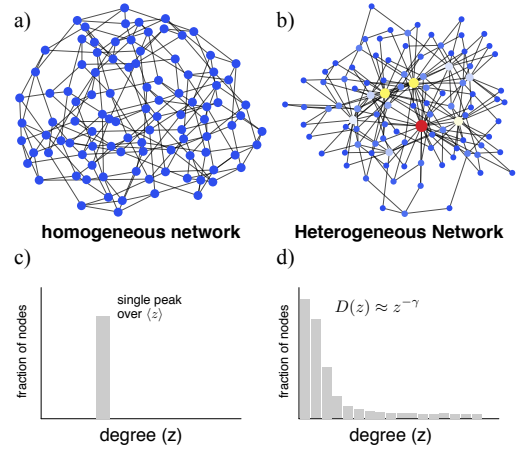 a)
b)
homogeneous network
Heterogeneous Network
c)
d)
fraction of nodes
single peak
over ⟨z⟩
degree (z)
fraction of nodes
D(z) ≈ z^{-γ}
degree (z)